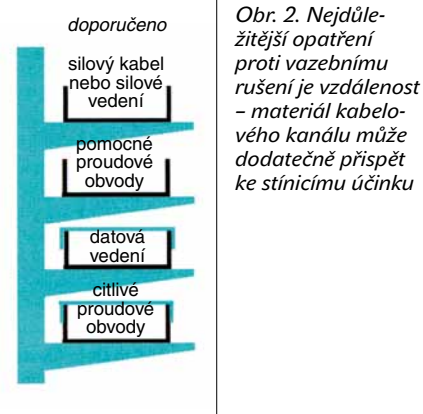 doporučeno
silový kabel
nebo silové
vedení
pomocné
proudové
obvody
datová
vedení
citlivé
proudové
obvody
Obr. 2. Nejdůle-
žitější opatření
proti vazebnímu
rušení je vzdálenost
– materiál kabelo-
vého kanálu může
dodatečně přispět
ke stínicímu účinku